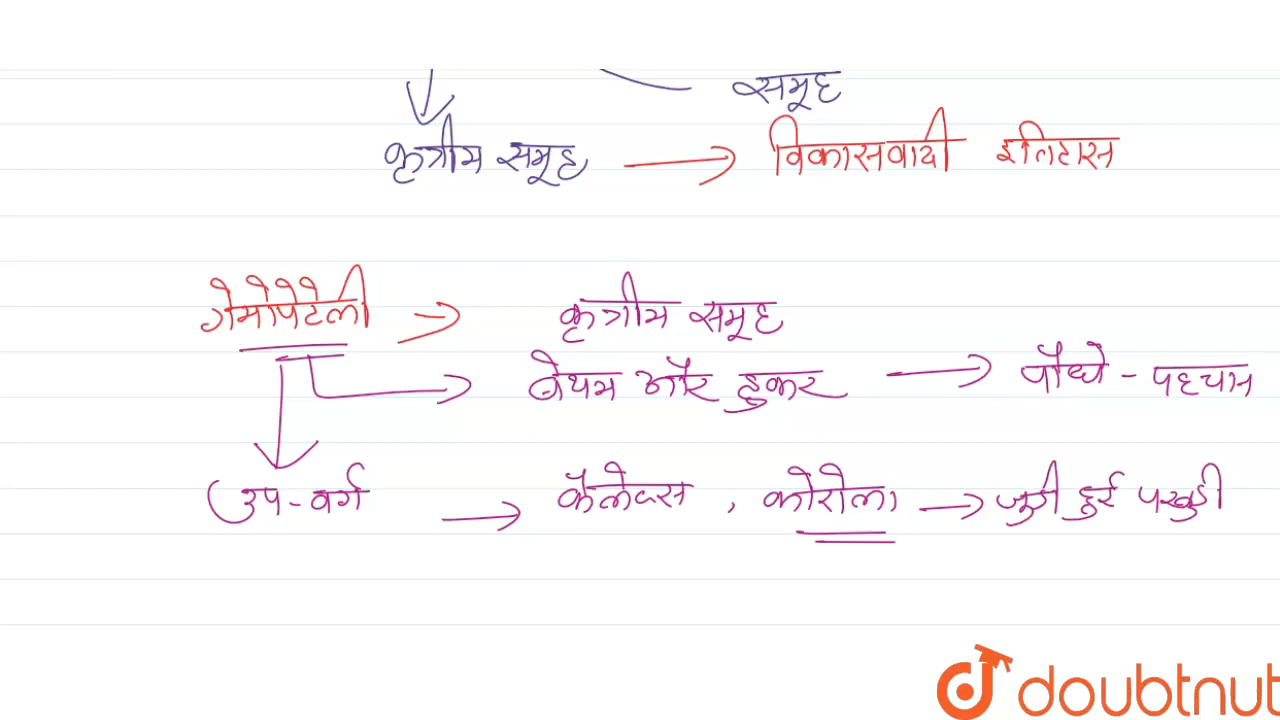 समूह
कृत्रीम समूह → विकासवादी इतिहास
गेमोपेटेली → कृत्रीम समूह
बेथम और हुकर → पौधे - पहचान
उप-वर्ग → कैलेक्स, कोरोला → जुडी हुई पखुडी
doubtnut